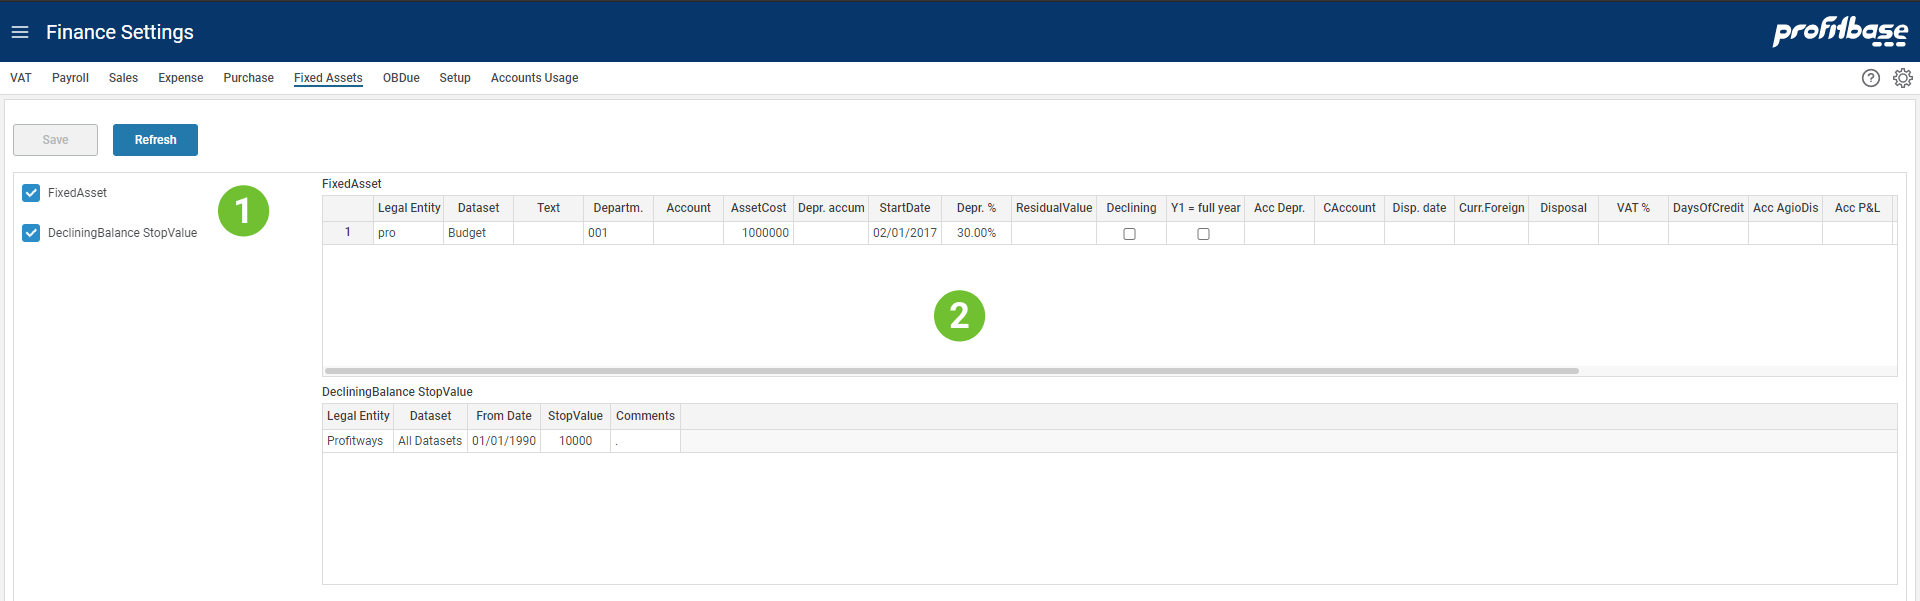 Finance Settings
profitbase
VAT Payroll Sales Expense Purchase Fixed Assets OBDue Setup Accounts Usage ?
Save Refresh
FixedAsset
DecliningBalance StopValue
1
FixedAsset
Legal Entity Dataset Text Departm. Account AssetCost Depr. accum StartDate Depr. % ResidualValue Declining Y1 = full year Acc Depr. CAccount Disp. date Curr.Foreign Disposal VAT % DaysOfCredit Acc AgioDis Acc P&L
1 pro Budget 001 1000000 02/01/2017 30.00%
2
DecliningBalance StopValue
Legal Entity Dataset From Date StopValue Comments
Profitways All Datasets 01/01/1990 10000 .